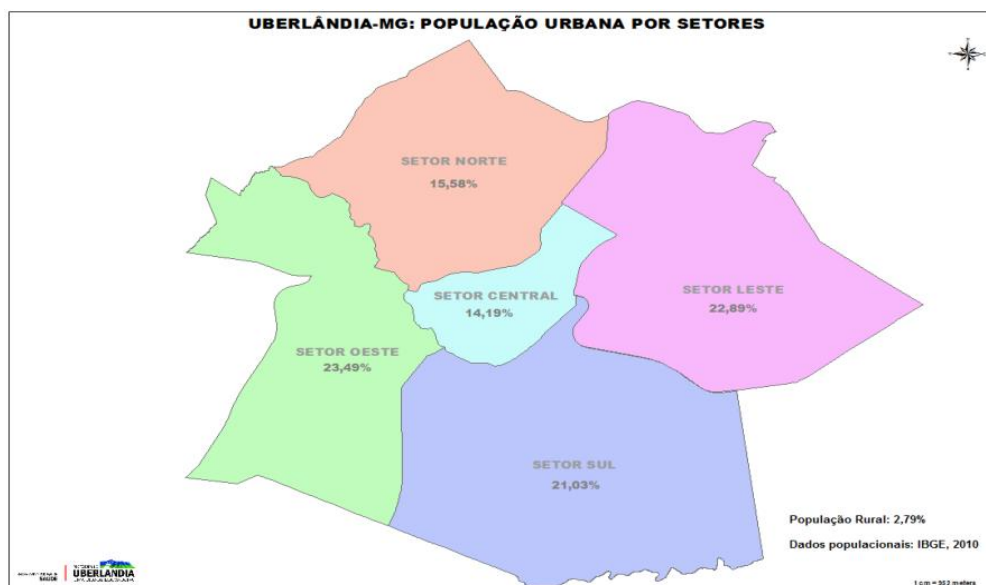 UBERLÂNDIA-MG: POPULAÇÃO URBANA POR SETORES
SETOR NORTE
15,58%
SETOR LESTE
22,89%
SETOR CENTRAL
14,19%
SETOR OESTE
23,49%
SETOR SUL
21,03%
População Rural: 2,79%
Dados populacionais: IBGE, 2010
SAÚDE
UBERLÂNDIA